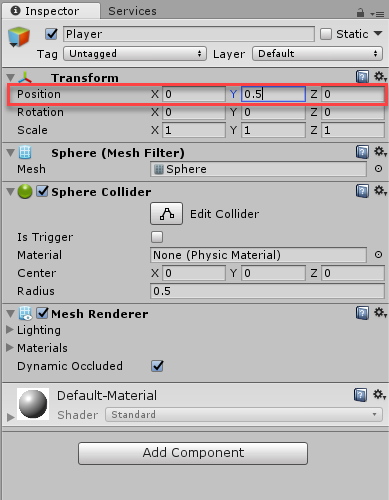 Inspector Services
Player Static
Tag Untagged Layer Default
Transform
Position X 0 Y 0.5 Z 0
Rotation X 0 Y 0 Z 0
Scale X 1 Y 1 Z 1
Sphere (Mesh Filter)
Mesh Sphere
Sphere Collider
Edit Collider
Is Trigger
Material None (Physic Material)
Center X 0 Y 0 Z 0
Radius 0.5
Mesh Renderer
Lighting
Materials
Dynamic Occluded
Default-Material
Shader Standard
Add Component